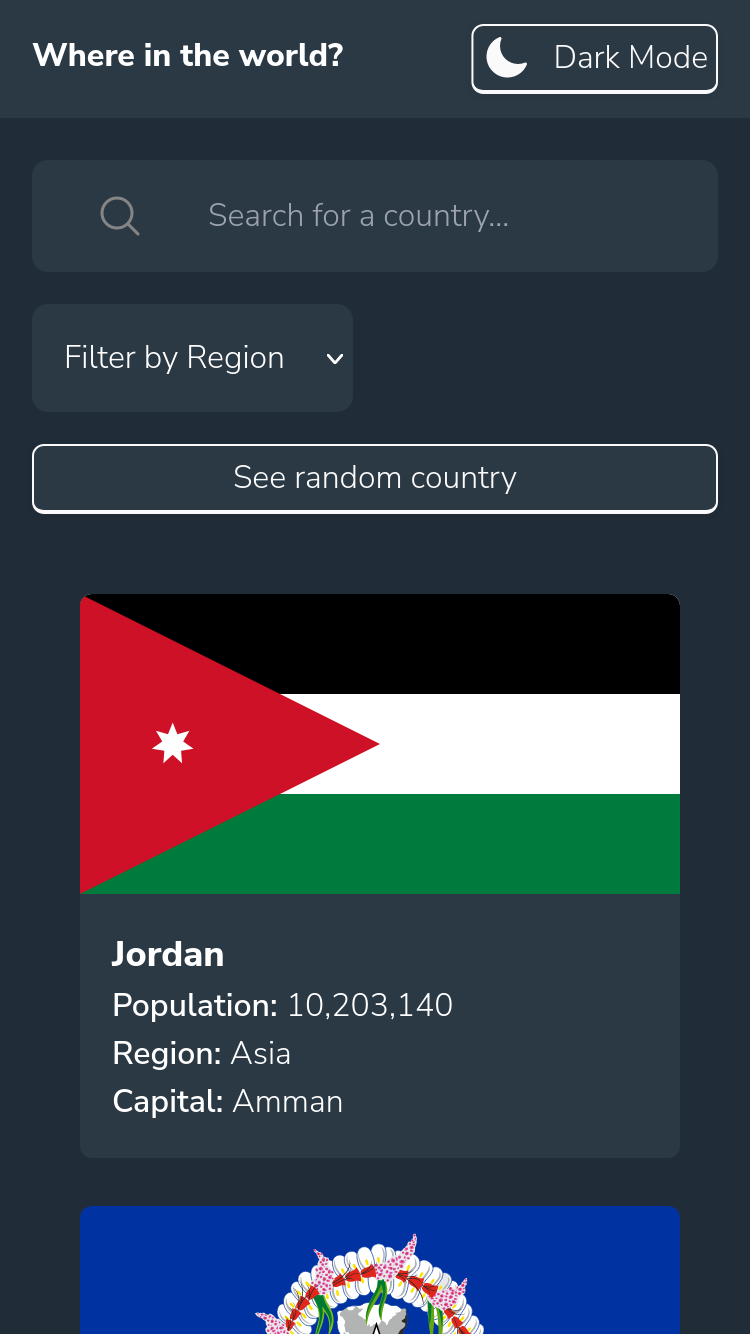 Where in the world?
Dark Mode
Search for a country...
Filter by Region
See random country
Jordan
Population: 10,203,140
Region: Asia
Capital: Amman